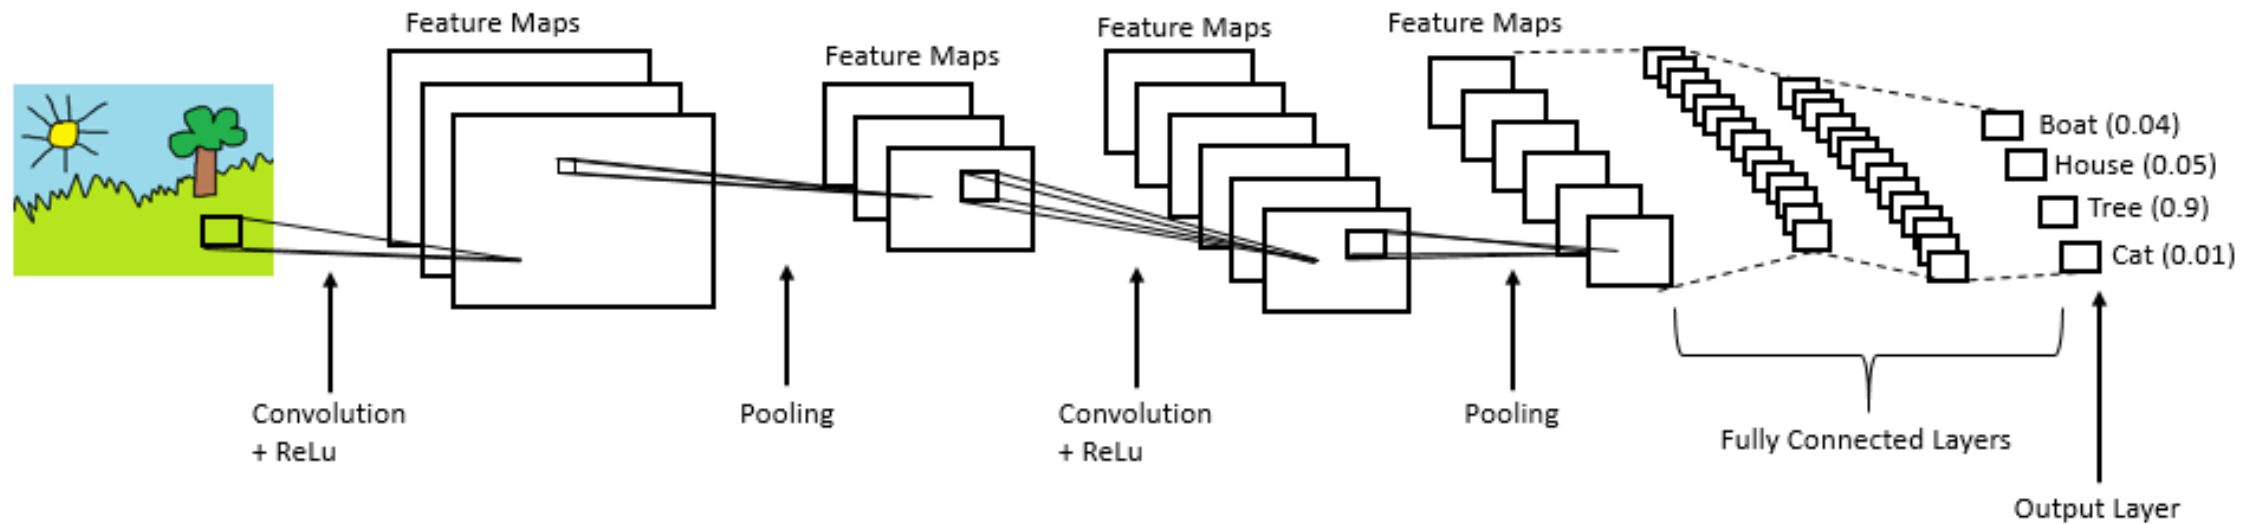 Feature Maps
Feature Maps
Feature Maps
Feature Maps
Boat (0.04)
House (0.05)
Tree (0.9)
Cat (0.01)
Convolution
+ ReLu
Pooling
Convolution
+ ReLu
Pooling
Fully Connected Layers
Output Layer